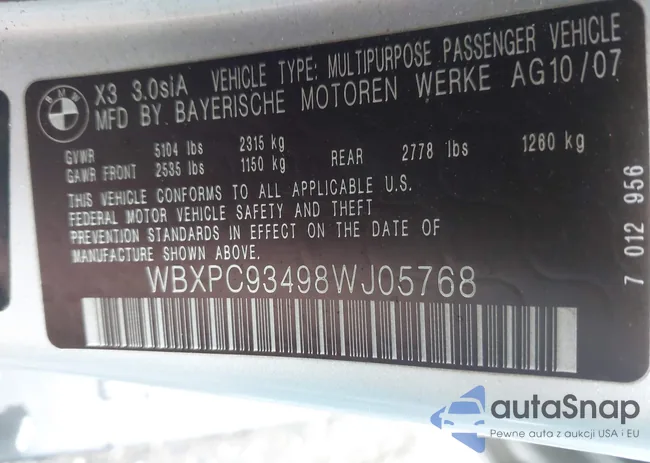 BMW
X3 3.0siA VEHICLE TYPE: MULTIPURPOSE PASSENGER VEHICLE
MFD BY BAYERISCHE MOTOREN WERKE AG 10/07
GVWR 5104 lbs 2315 kg
GAWR FRONT 2535 lbs 1150 kg REAR 2778 lbs 1260 kg
THIS VEHICLE CONFORMS TO ALL APPLICABLE U.S.
FEDERAL MOTOR VEHICLE SAFETY AND THEFT
PREVENTION STANDARDS IN EFFECT ON THE DATE OF
MANUFACTURE SHOWN ABOVE.
WBXPC93498WJ05768
7 012 956
autaSnap
Pewne auta z aukcji USA i EU